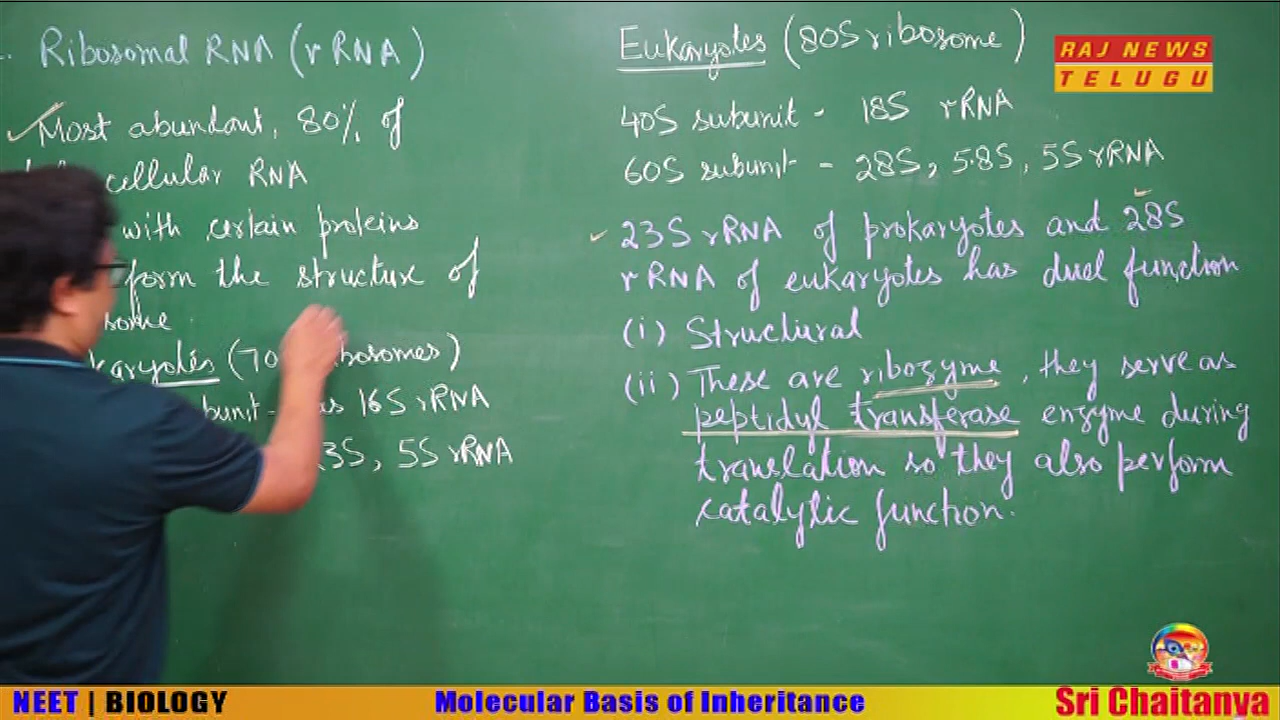 Ribosomal RNA (rRNA)
Most abundant, 80% of
cellular RNA
with certain proteins
form the structure of
some
karyotes (70 ibosomes)
bunit- as 16S rRNA
3S, 5S rRNA
Eukaryotes (80S ribosome)
40S subunit - 18S rRNA
60S subunit - 28S, 5.8S, 5S rRNA
23S rRNA of prokaryotes and 28S
rRNA of eukaryotes has dual function
(i) Structural
(ii) These are ribozyme, they serve as
peptidyl transferase enzyme during
translation so they also perform
catalytic function.
RAJ NEWS
TELUGU
NEET | BIOLOGY
Molecular Basis of Inheritance
Sri Chaitanya